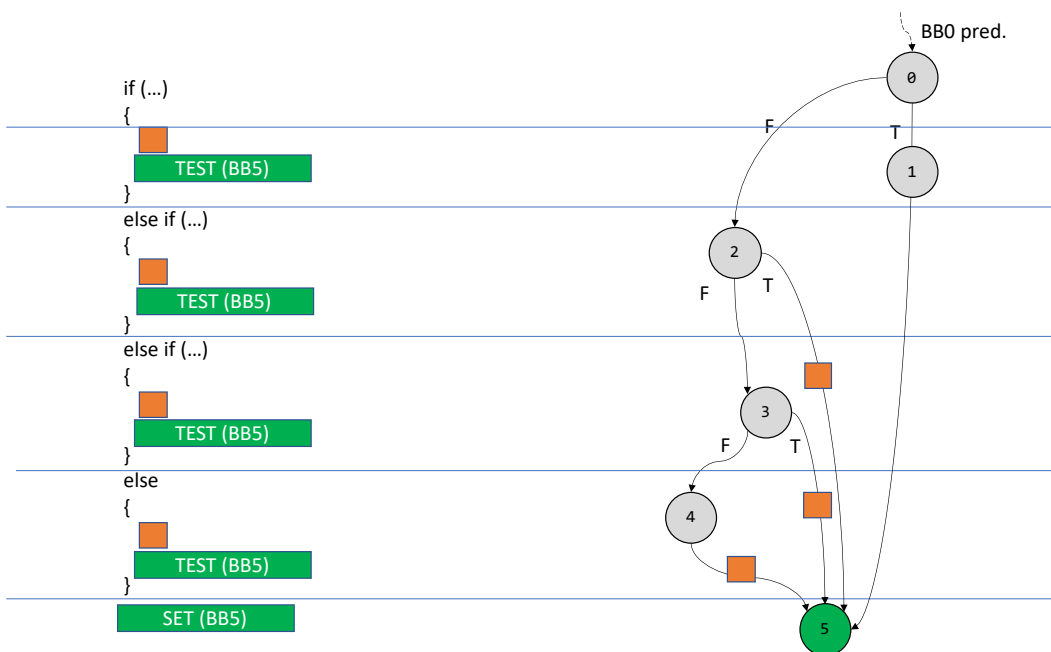 if (...)
{
TEST (BB5)
}
else if (...)
{
TEST (BB5)
}
else if (...)
{
TEST (BB5)
}
else
{
TEST (BB5)
}
SET (BB5)
BB0 pred.
0
F
T
1
2
F
T
3
F
T
4
5